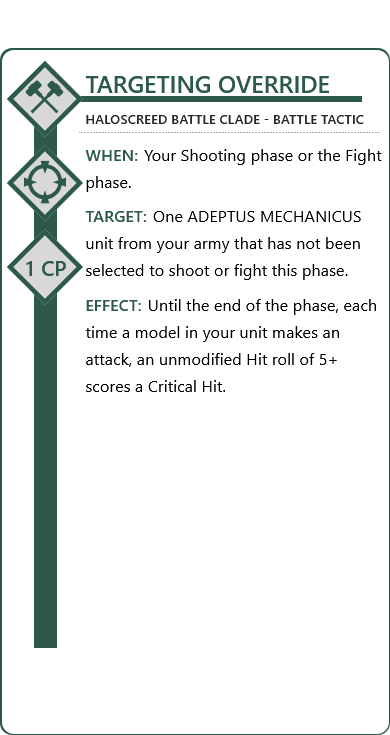 TARGETING OVERRIDE
HALOSCREED BATTLE CLADE - BATTLE TACTIC
WHEN: Your Shooting phase or the Fight
phase.
TARGET: One ADEPTUS MECHANICUS
unit from your army that has not been
1 CP
selected to shoot or fight this phase.
EFFECT: Until the end of the phase, each
time a model in your unit makes an
attack, an unmodified Hit roll of 5+
scores a Critical Hit.